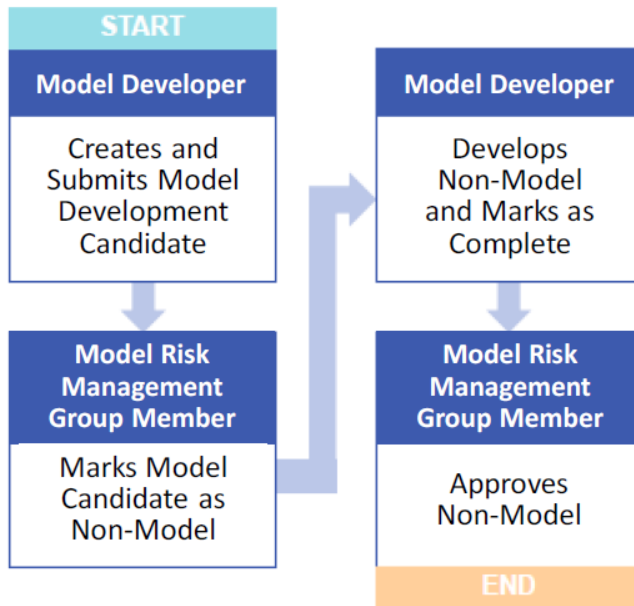 START
Model Developer
Creates and
Submits Model
Development
Candidate
Model Risk
Management
Group Member
Marks Model
Candidate as
Non-Model
Model Developer
Develops
Non-Model
and Marks as
Complete
Model Risk
Management
Group Member
Approves
Non-Model
END